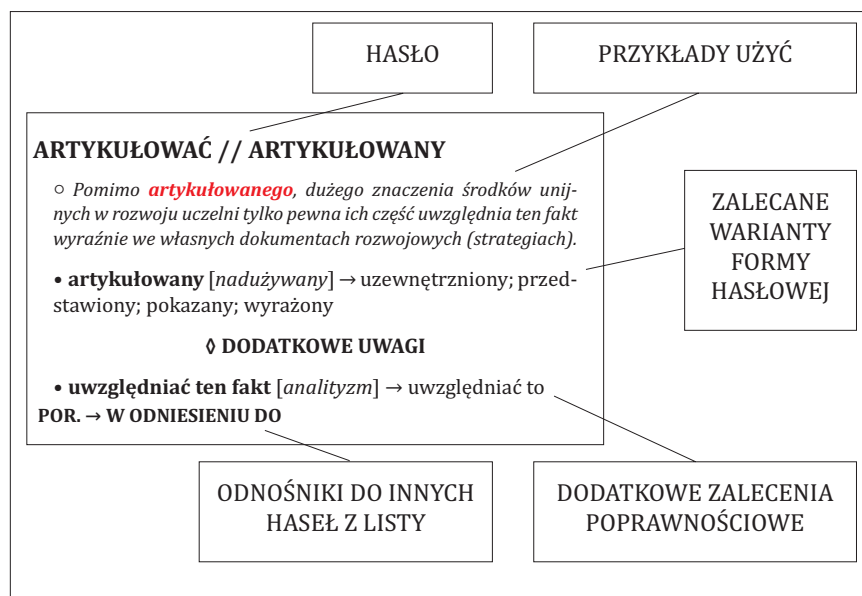 HASŁO
PRZYKŁADY UŻYĆ
ARTYKUŁOWAĆ // ARTYKUŁOWANY
○ Pomimo artykułowanego, dużego znaczenia środków unij-
nych w rozwoju uczelni tylko pewna ich część uwzględnia ten fakt
wyraźnie we własnych dokumentach rozwojowych (strategiach).
• artykułowany [nadużywany] → uzewnętrzniony; przed-
stawiony; pokazany; wyrażony
◊ DODATKOWE UWAGI
• uwzględniać ten fakt [analityzm] → uwzględniać to
POR. → W ODNIESIENIU DO
ZALECANE
WARIANTY
FORMY
HASŁOWEJ
ODNOŚNIKI DO INNYCH
HASEŁ Z LISTY
DODATKOWE ZALECENIA
POPRAWNOŚCIOWE